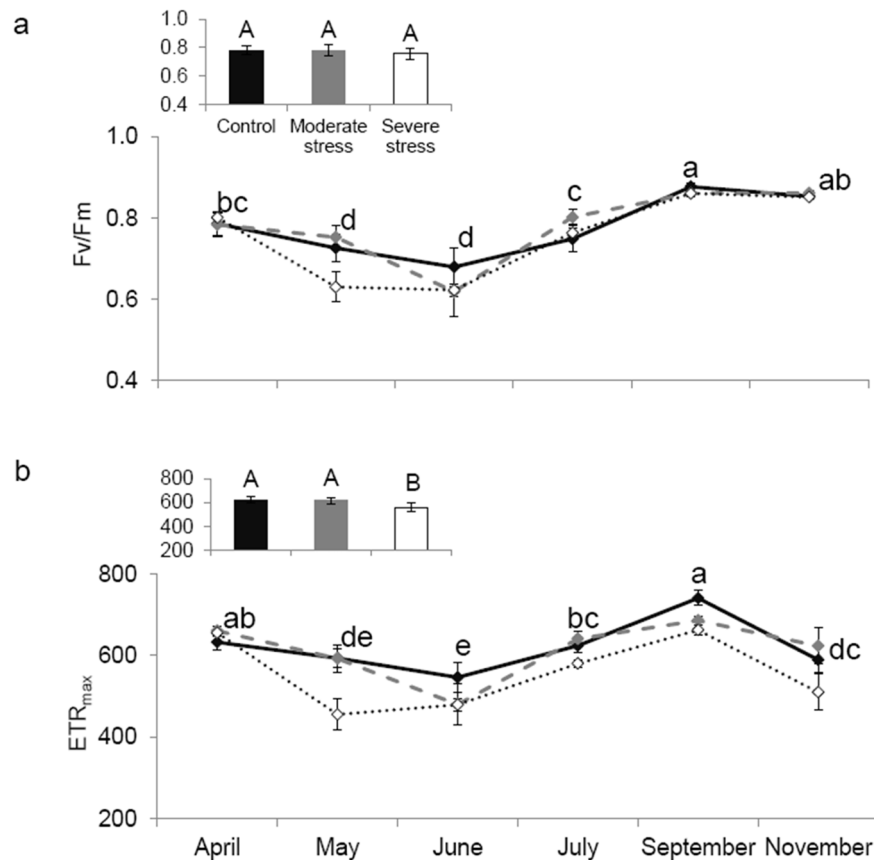 a
1.0
0.8
0.6
0.4
A A A
Control Moderate stress Severe stress
Fv/Fm
1.0
0.8
0.6
0.4
bc d d c a ab
b
800
600
400
200
A A B
ETRmax
800
600
400
200
ab de e bc a dc
April May June July September November